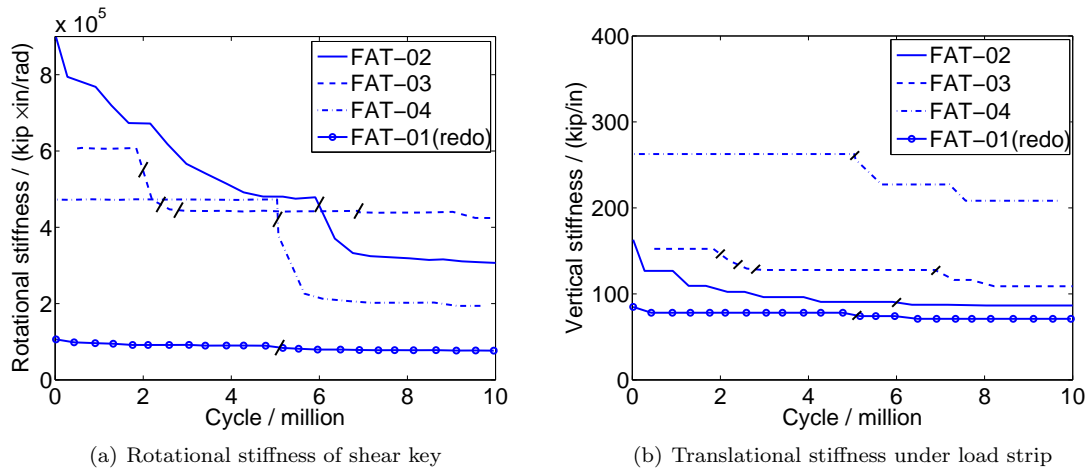 x 10⁵
Rotational stiffness / (kip ×in/rad)
8
6
4
2
0
0 2 4 6 8 10
Cycle / million
FAT−02
FAT−03
FAT−04
FAT−01(redo)
(a) Rotational stiffness of shear key
Vertical stiffness / (kip/in)
400
300
200
100
0
0 2 4 6 8 10
Cycle / million
FAT−02
FAT−03
FAT−04
FAT−01(redo)
(b) Translational stiffness under load strip